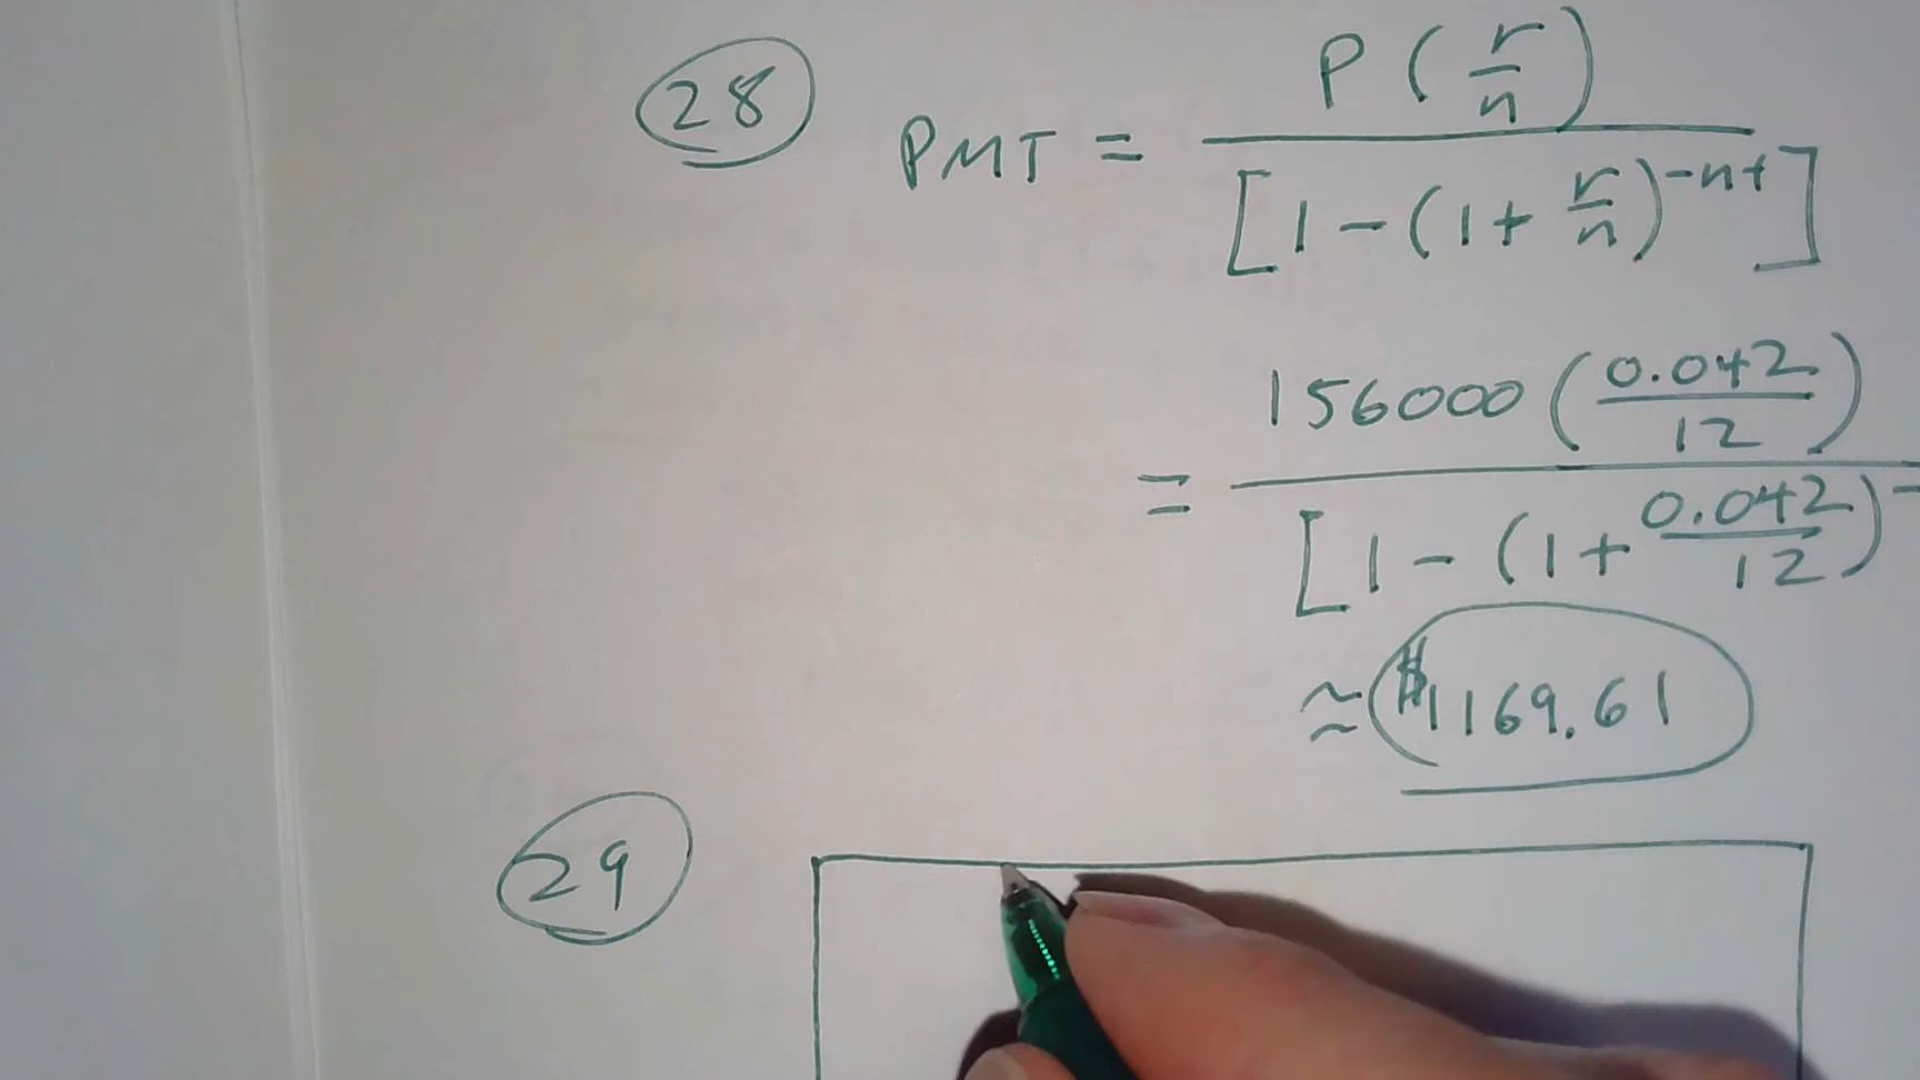 28 PMT = P(r/n) / [1 - (1 + r/n)^-nt]
= 156000(0.042/12) / [1 - (1 + 0.042/12)^-
≈ $1169.61
29